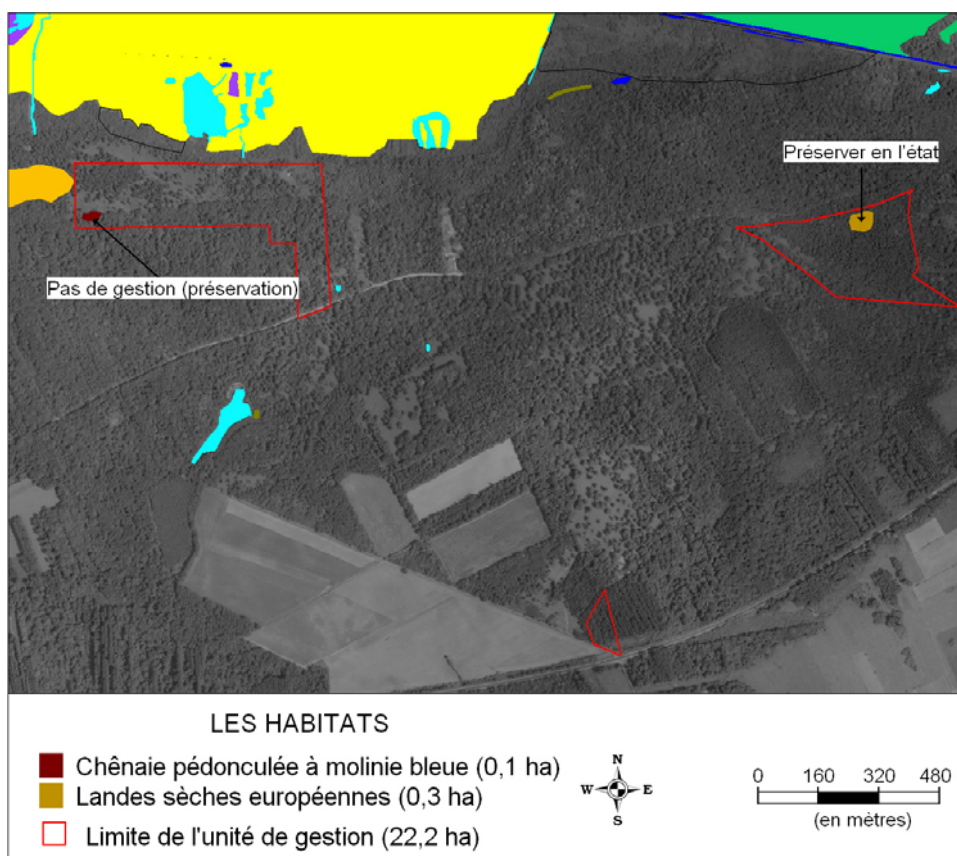 Préserver en l'état
Pas de gestion (préservation)
LES HABITATS
Chênaie pédonculée à molinie bleue (0,1 ha)
Landes sèches européennes (0,3 ha)
Limite de l'unité de gestion (22,2 ha)
N
W E
S
0 160 320 480
(en mètres)